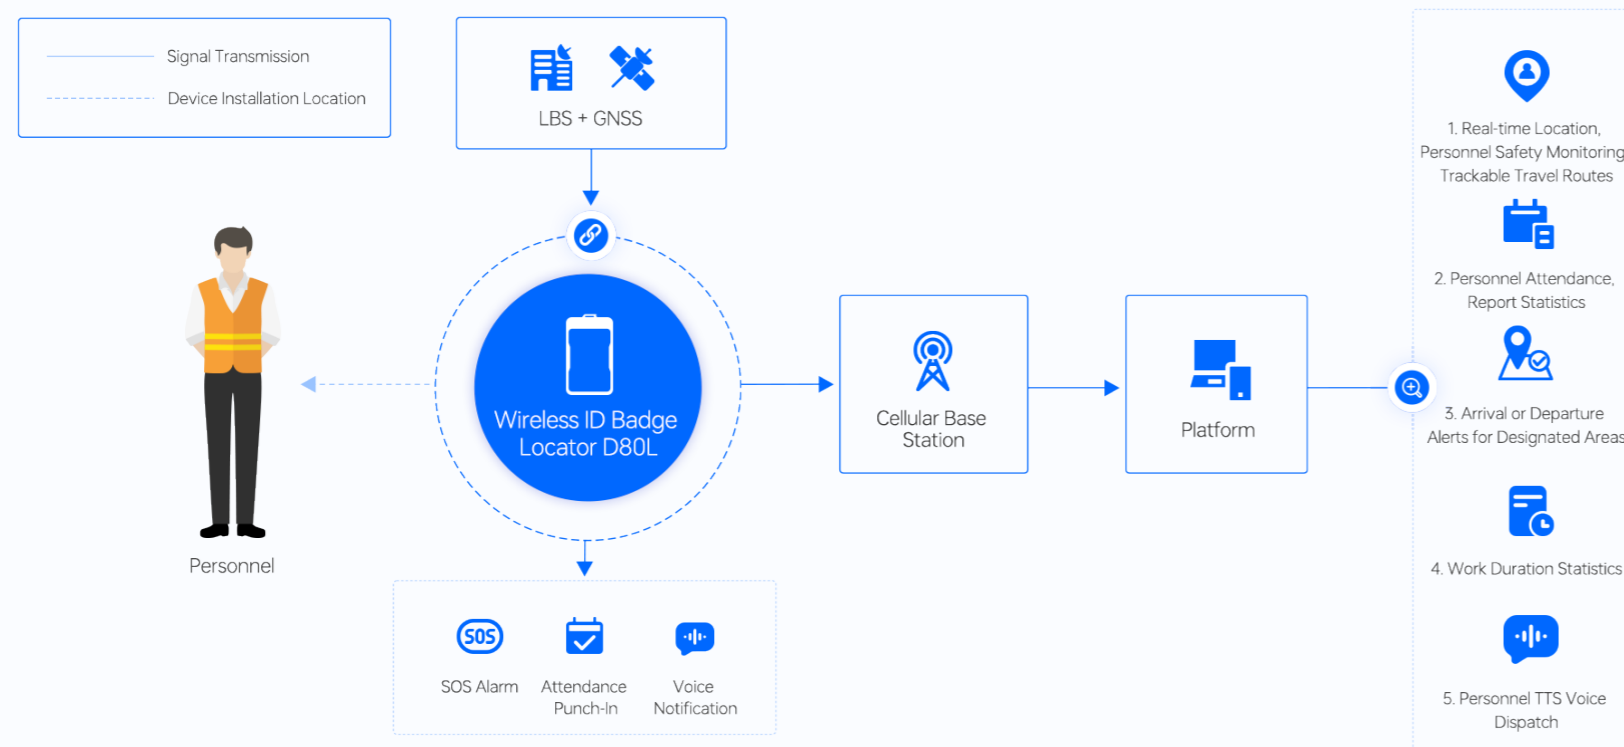 Signal Transmission
Device Installation Location
LBS + GNSS
Personnel
Wireless ID Badge
Locator D80L
SOS
SOS Alarm
Attendance
Punch-In
Voice
Notification
Cellular Base
Station
Platform
1. Real-time Location,
Personnel Safety Monitoring
Trackable Travel Routes
2. Personnel Attendance,
Report Statistics
3. Arrival or Departure
Alerts for Designated Areas
4. Work Duration Statistics
5. Personnel TTS Voice
Dispatch